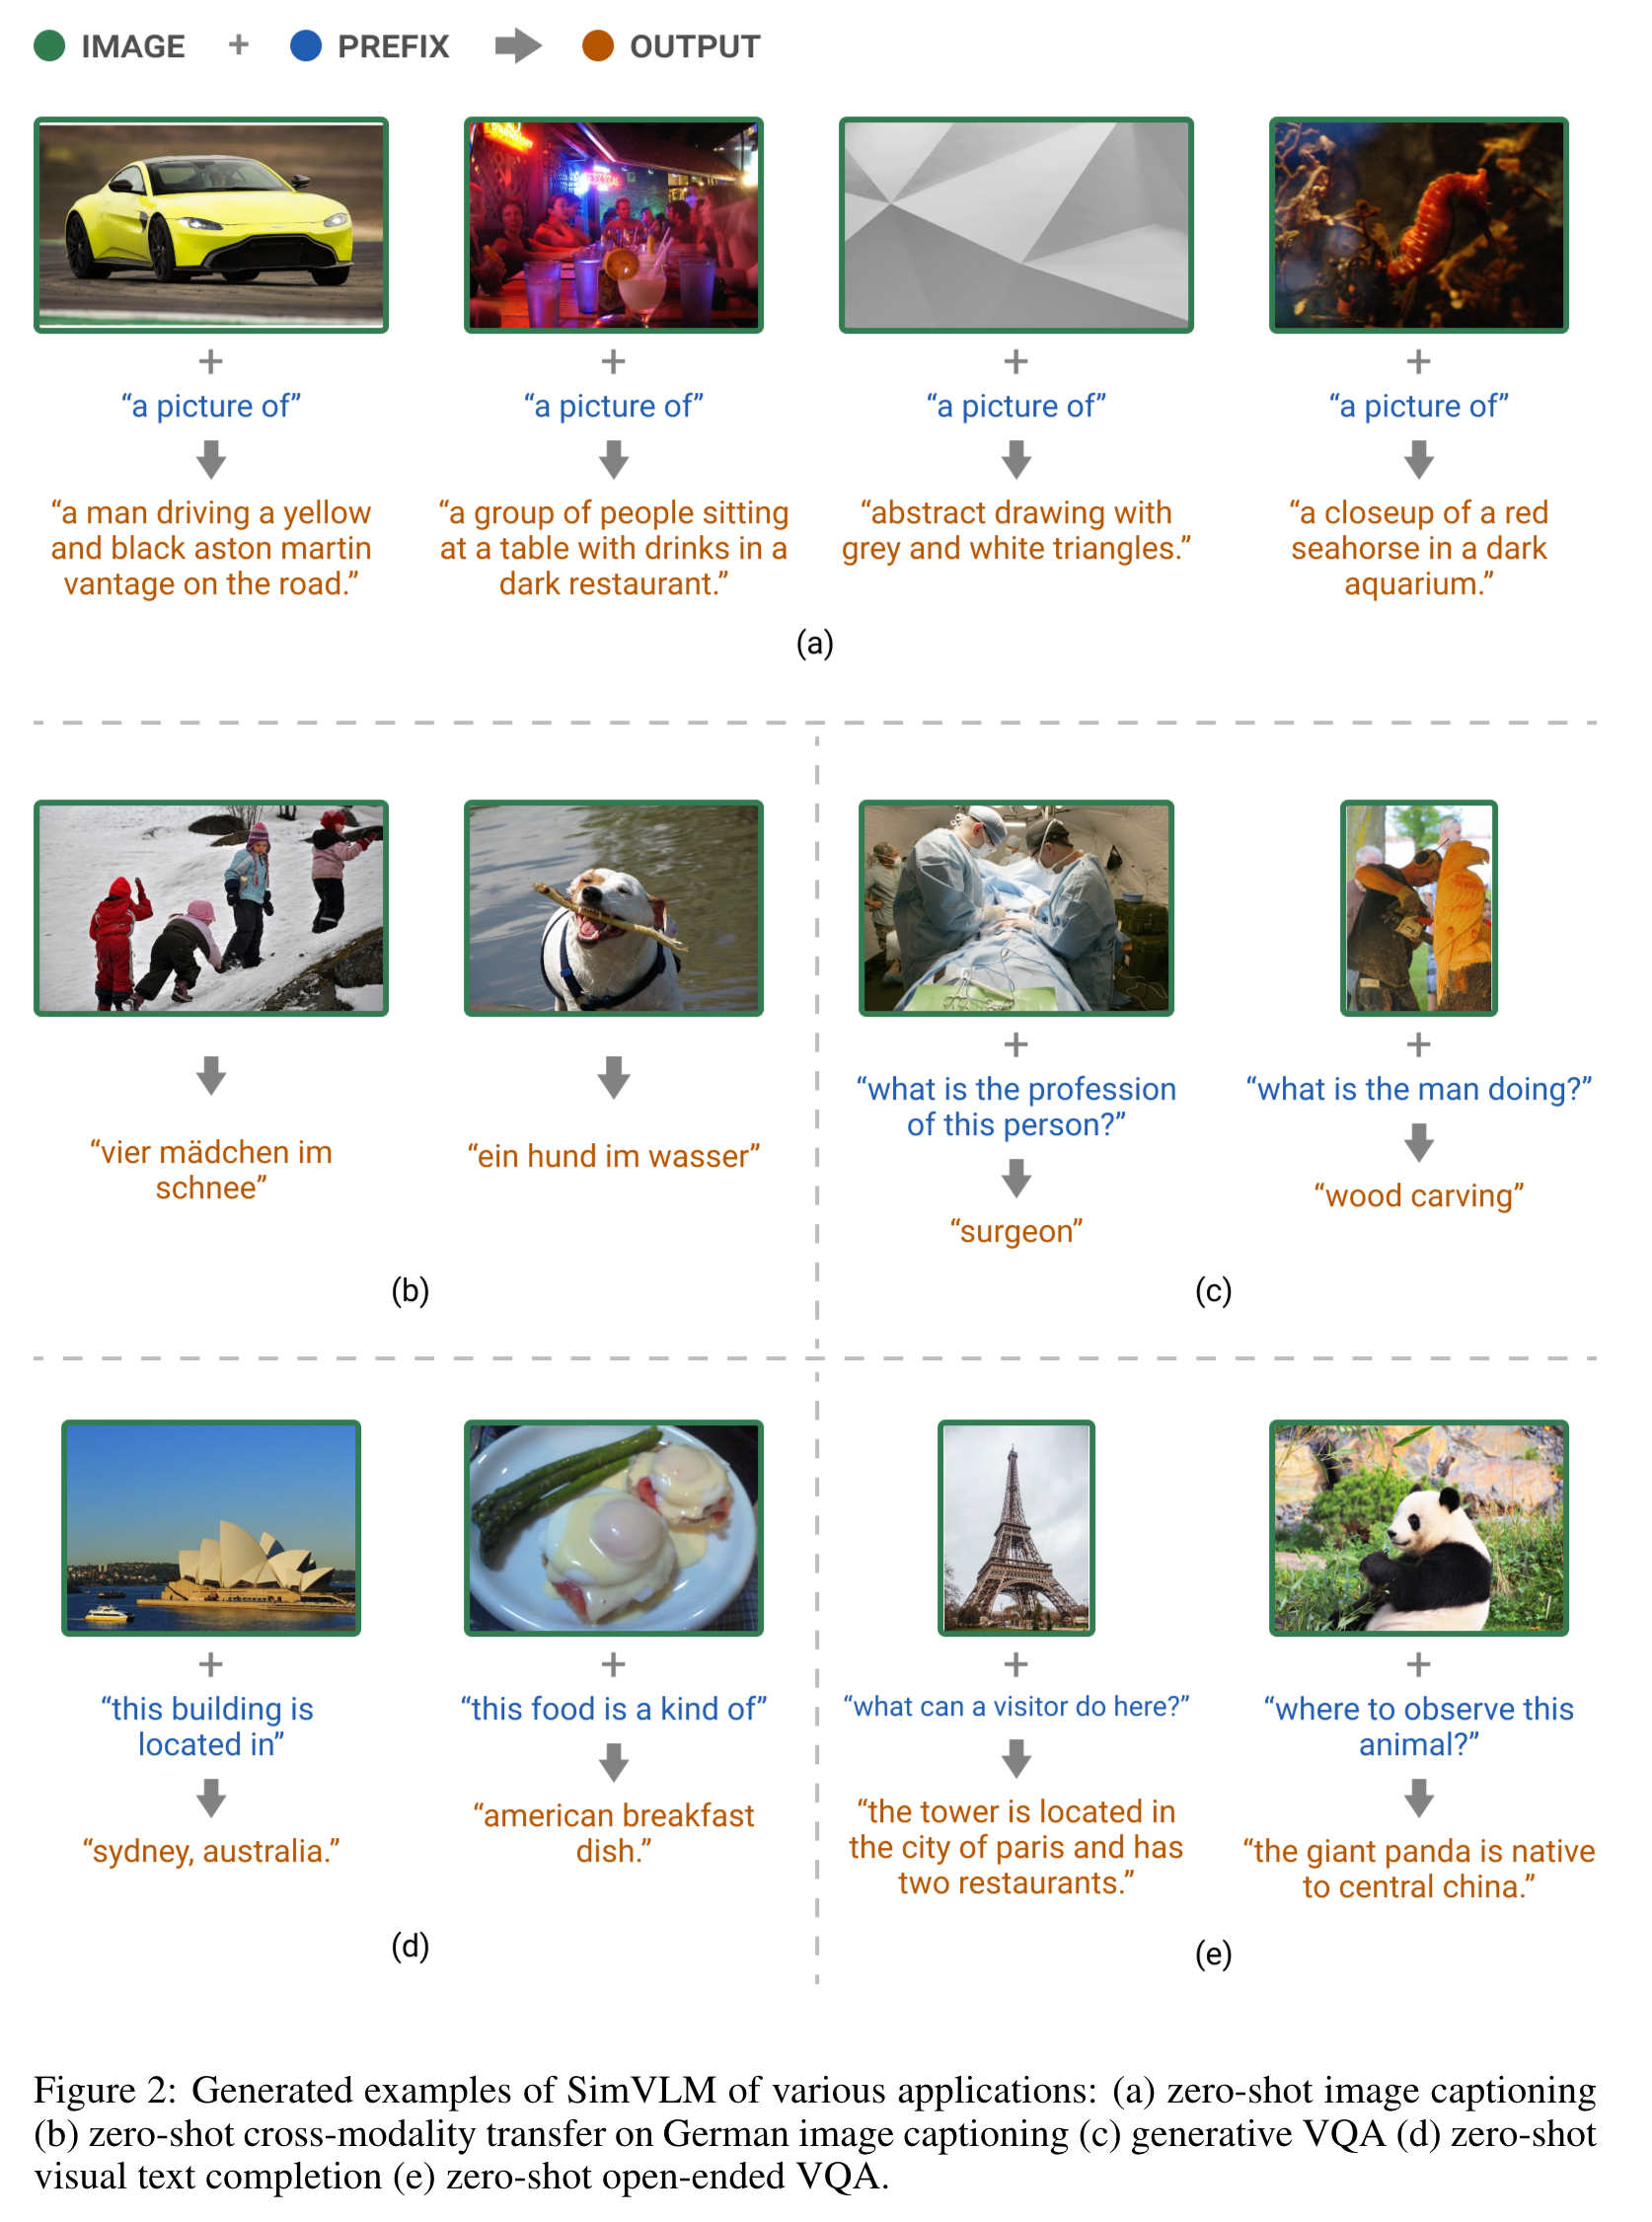 IMAGE + PREFIX OUTPUT
+ + + +
“a picture of” “a picture of” “a picture of” “a picture of”
“a man driving a yellow
and black aston martin
vantage on the road.”
“a group of people sitting
at a table with drinks in a
dark restaurant.”
“abstract drawing with
grey and white triangles.”
“a closeup of a red
seahorse in a dark
aquarium.”
(a)
“vier mädchen im
schnee”
“ein hund im wasser”
(b)
+
“what is the profession
of this person?”
“surgeon”
+
“what is the man doing?”
“wood carving”
(c)
+
“this building is
located in”
“sydney, australia.”
+
“this food is a kind of”
“american breakfast
dish.”
(d)
+
“what can a visitor do here?”
“the tower is located in
the city of paris and has
two restaurants.”
+
“where to observe this
animal?”
“the giant panda is native
to central china.”
(e)
Figure 2: Generated examples of SimVLM of various applications: (a) zero-shot image captioning
(b) zero-shot cross-modality transfer on German image captioning (c) generative VQA (d) zero-shot
visual text completion (e) zero-shot open-ended VQA.